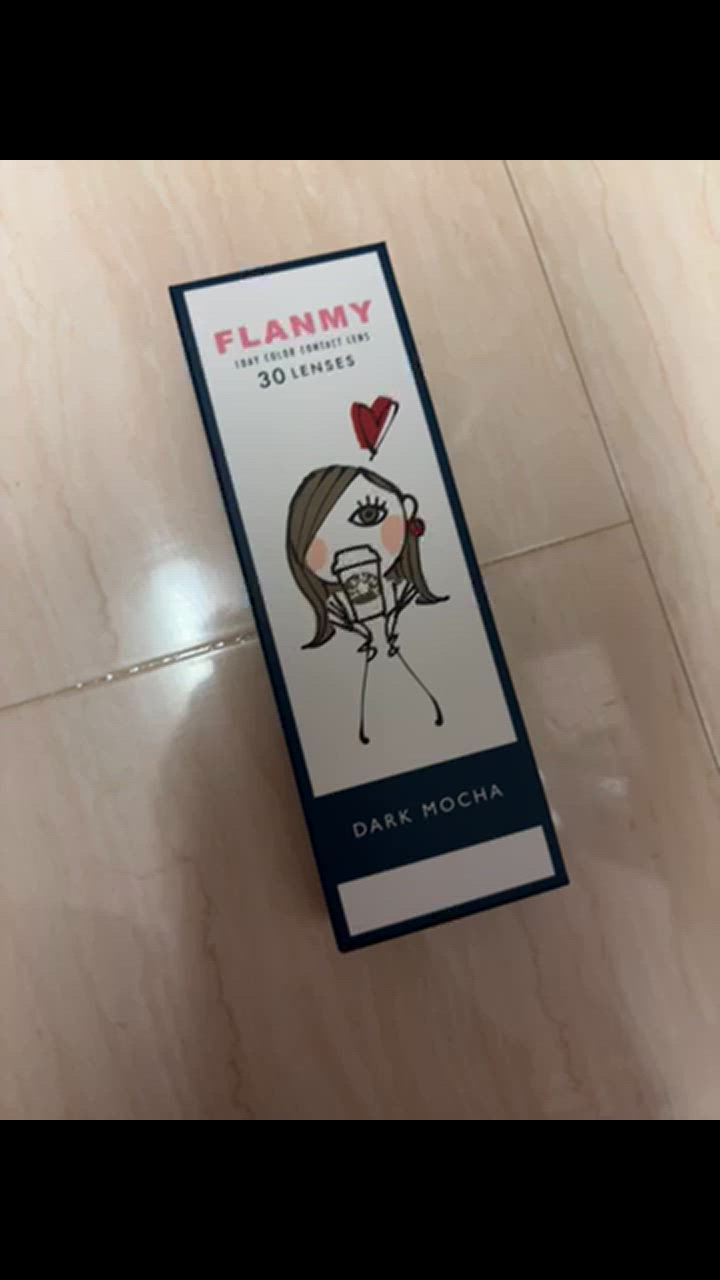 FLANMY
1DAY COLOR CONTACT LENS
30 LENSES
DARK MOCHA